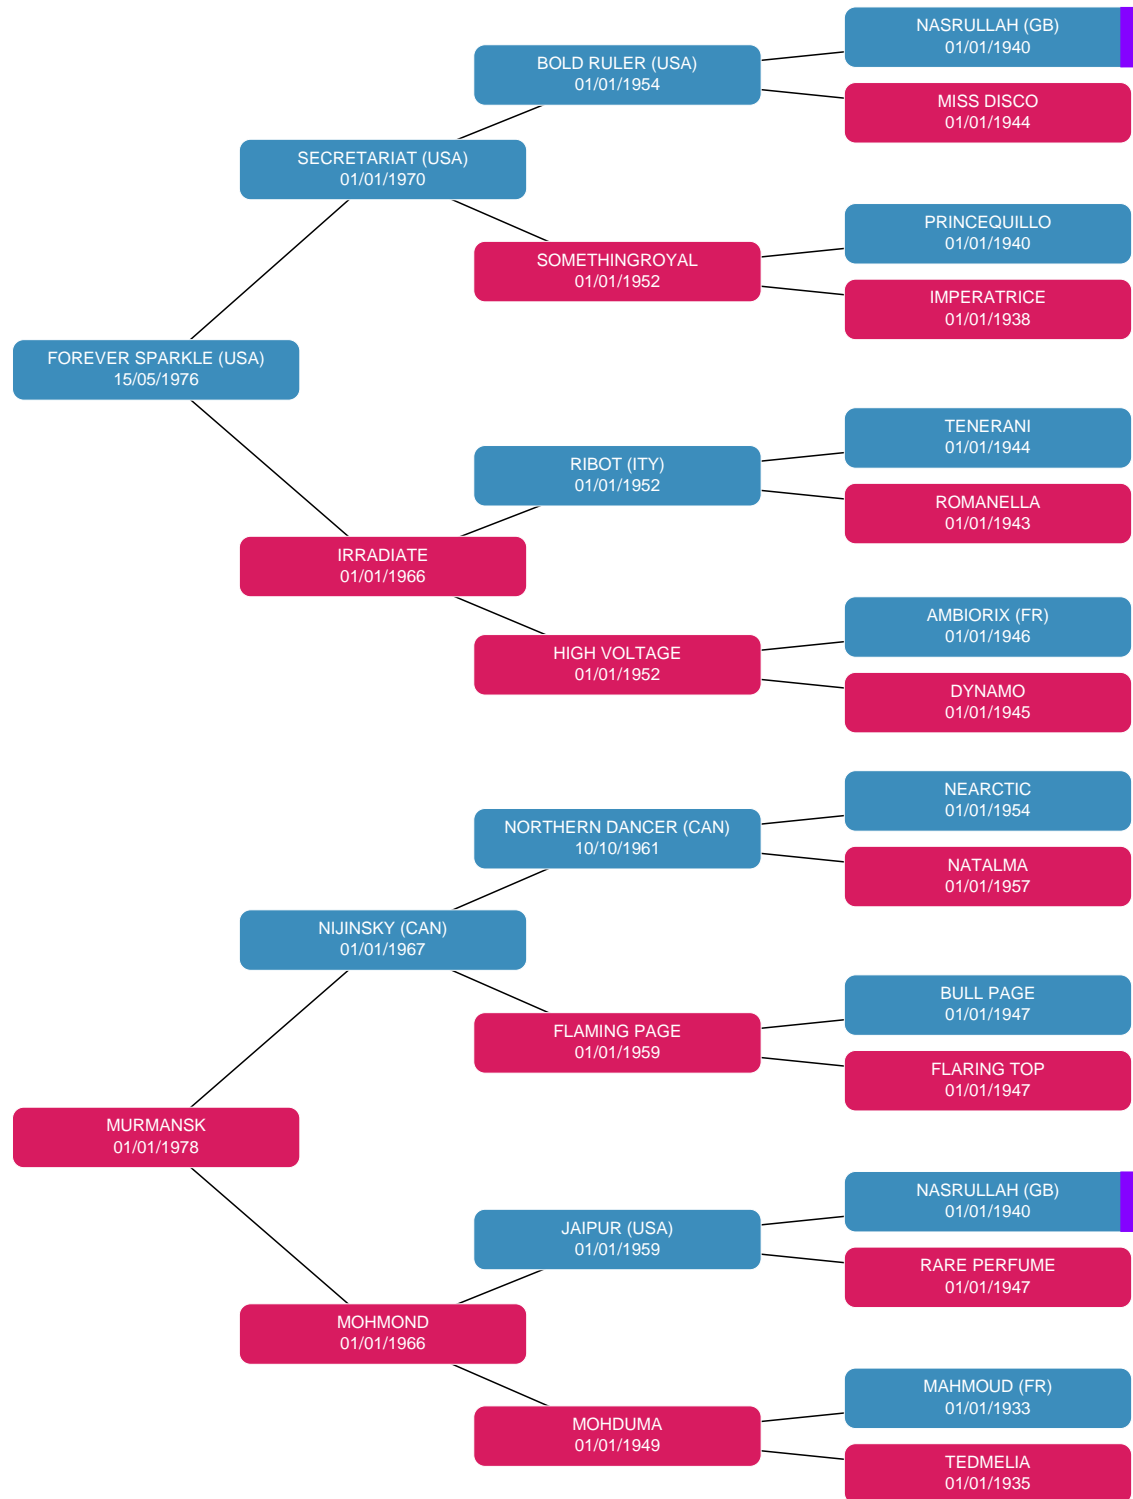 NASRULLAH (GB)
01/01/1940
BOLD RULER (USA)
01/01/1954
MISS DISCO
01/01/1944
SECRETARIAT (USA)
01/01/1970
PRINCEQUILLO
01/01/1940
SOMETHINGROYAL
01/01/1952
IMPERATRICE
01/01/1938
FOREVER SPARKLE (USA)
15/05/1976
TENERANI
01/01/1944
RIBOT (ITY)
01/01/1952
ROMANELLA
01/01/1943
IRRADIATE
01/01/1966
AMBIORIX (FR)
01/01/1946
HIGH VOLTAGE
01/01/1952
DYNAMO
01/01/1945
NEARCTIC
01/01/1954
NORTHERN DANCER (CAN)
10/10/1961
NATALMA
01/01/1957
NIJINSKY (CAN)
01/01/1967
BULL PAGE
01/01/1947
FLAMING PAGE
01/01/1959
FLARING TOP
01/01/1947
MURMANSK
01/01/1978
NASRULLAH (GB)
01/01/1940
JAIPUR (USA)
01/01/1959
RARE PERFUME
01/01/1947
MOHMOND
01/01/1966
MAHMOUD (FR)
01/01/1933
MOHDUMA
01/01/1949
TEDMELIA
01/01/1935